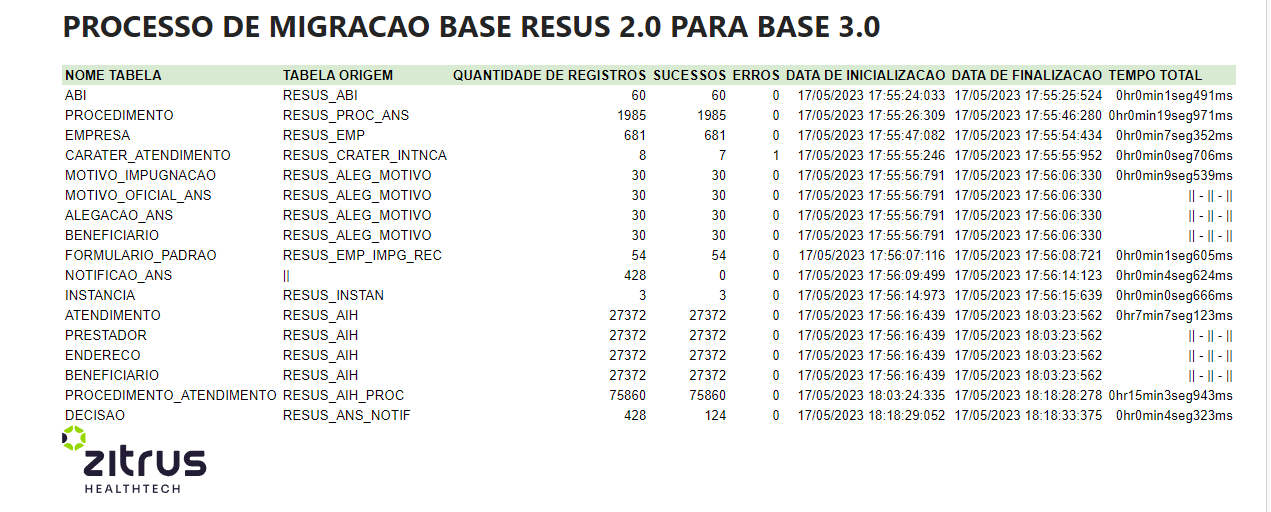 PROCESSO DE MIGRACAO BASE RESUS 2.0 PARA BASE 3.0
NOME TABELA TABELA ORIGEM QUANTIDADE DE REGISTROS SUCESSOS ERROS DATA DE INICIALIZACAO DATA DE FINALIZACAO TEMPO TOTAL
ABI RESUS_ABI 60 60 0 17/05/2023 17:55:24:033 17/05/2023 17:55:25:524 0hr0min1seg491ms
PROCEDIMENTO RESUS_PROC_ANS 1985 1985 0 17/05/2023 17:55:26:309 17/05/2023 17:55:46:280 0hr0min19seg971ms
EMPRESA RESUS_EMP 681 681 0 17/05/2023 17:55:47:082 17/05/2023 17:55:54:434 0hr0min7seg352ms
CARATER_ATENDIMENTO RESUS_CRATER_INTNCA 8 7 1 17/05/2023 17:55:55:246 17/05/2023 17:55:55:952 0hr0min0seg706ms
MOTIVO_IMPUGNACAO RESUS_ALEG_MOTIVO 30 30 0 17/05/2023 17:55:56:791 17/05/2023 17:56:06:330 0hr0min9seg539ms
MOTIVO_OFICIAL_ANS RESUS_ALEG_MOTIVO 30 30 0 17/05/2023 17:55:56:791 17/05/2023 17:56:06:330 || - || - ||
ALEGACAO_ANS RESUS_ALEG_MOTIVO 30 30 0 17/05/2023 17:55:56:791 17/05/2023 17:56:06:330 || - || - ||
BENEFICIARIO RESUS_ALEG_MOTIVO 30 30 0 17/05/2023 17:55:56:791 17/05/2023 17:56:06:330 || - || - ||
FORMULARIO_PADRAO RESUS_EMP_IMPG_REC 54 54 0 17/05/2023 17:56:07:116 17/05/2023 17:56:08:721 0hr0min1seg605ms
NOTIFICAO_ANS || 428 0 0 17/05/2023 17:56:09:499 17/05/2023 17:56:14:123 0hr0min4seg624ms
INSTANCIA RESUS_INSTAN 3 3 0 17/05/2023 17:56:14:973 17/05/2023 17:56:15:639 0hr0min0seg666ms
ATENDIMENTO RESUS_AIH 27372 27372 0 17/05/2023 17:56:16:439 17/05/2023 18:03:23:562 0hr7min7seg123ms
PRESTADOR RESUS_AIH 27372 27372 0 17/05/2023 17:56:16:439 17/05/2023 18:03:23:562 || - || - ||
ENDERECO RESUS_AIH 27372 27372 0 17/05/2023 17:56:16:439 17/05/2023 18:03:23:562 || - || - ||
BENEFICIARIO RESUS_AIH 27372 27372 0 17/05/2023 17:56:16:439 17/05/2023 18:03:23:562 || - || - ||
PROCEDIMENTO_ATENDIMENTO RESUS_AIH_PROC 75860 75860 0 17/05/2023 18:03:24:335 17/05/2023 18:18:28:278 0hr15min3seg943ms
DECISAO RESUS_ANS_NOTIF 428 124 0 17/05/2023 18:18:29:052 17/05/2023 18:18:33:375 0hr0min4seg323ms
zitrus
HEALTHTECH